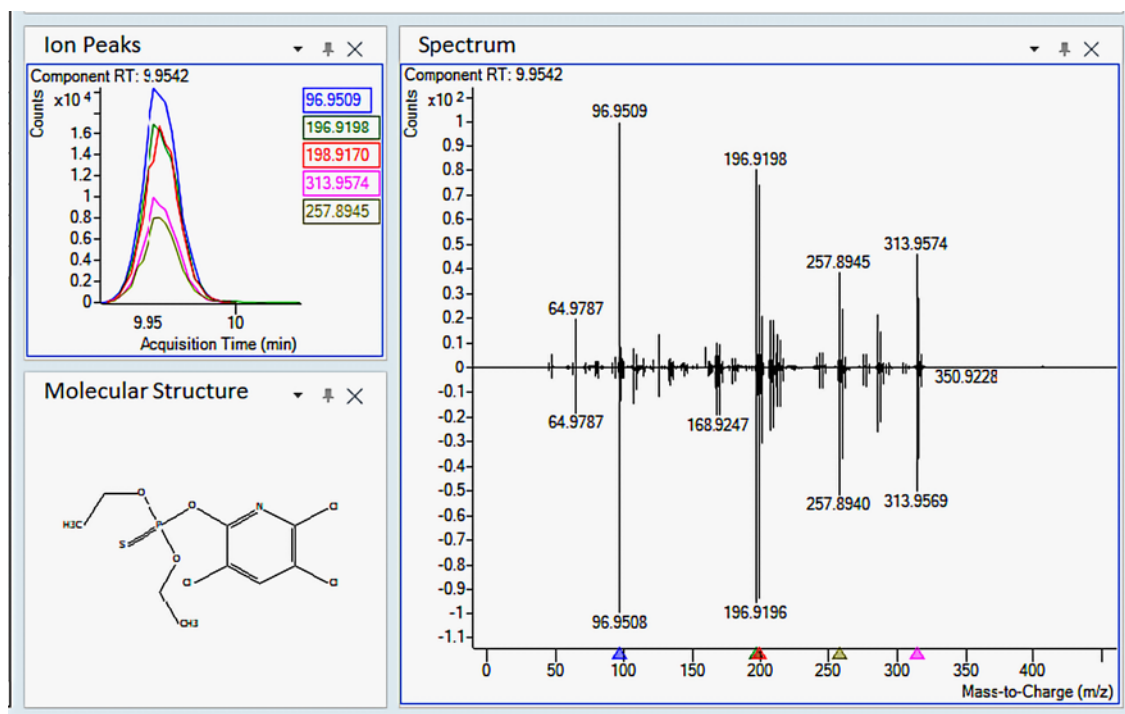 Ion Peaks
Component RT: 9.9542
x10 4
Counts
96.9509
196.9198
198.9170
313.9574
257.8945
1.6
1.4
1.2
1
0.8
0.6
0.4
0.2
0
9.95 10
Acquisition Time (min)
Molecular Structure
H3C
O
O
N
Cl
P
S
O
Cl
Cl
CH3
Spectrum
Component RT: 9.9542
x10 2
Counts
96.9509
196.9198
313.9574
257.8945
64.9787
350.9228
64.9787
168.9247
257.8940
313.9569
96.9508
196.9196
1
0.9
0.8
0.7
0.6
0.5
0.4
0.3
0.2
0.1
0
-0.1
-0.2
-0.3
-0.4
-0.5
-0.6
-0.7
-0.8
-0.9
-1
-1.1
0 50 100 150 200 250 300 350 400
Mass-to-Charge (m/z)